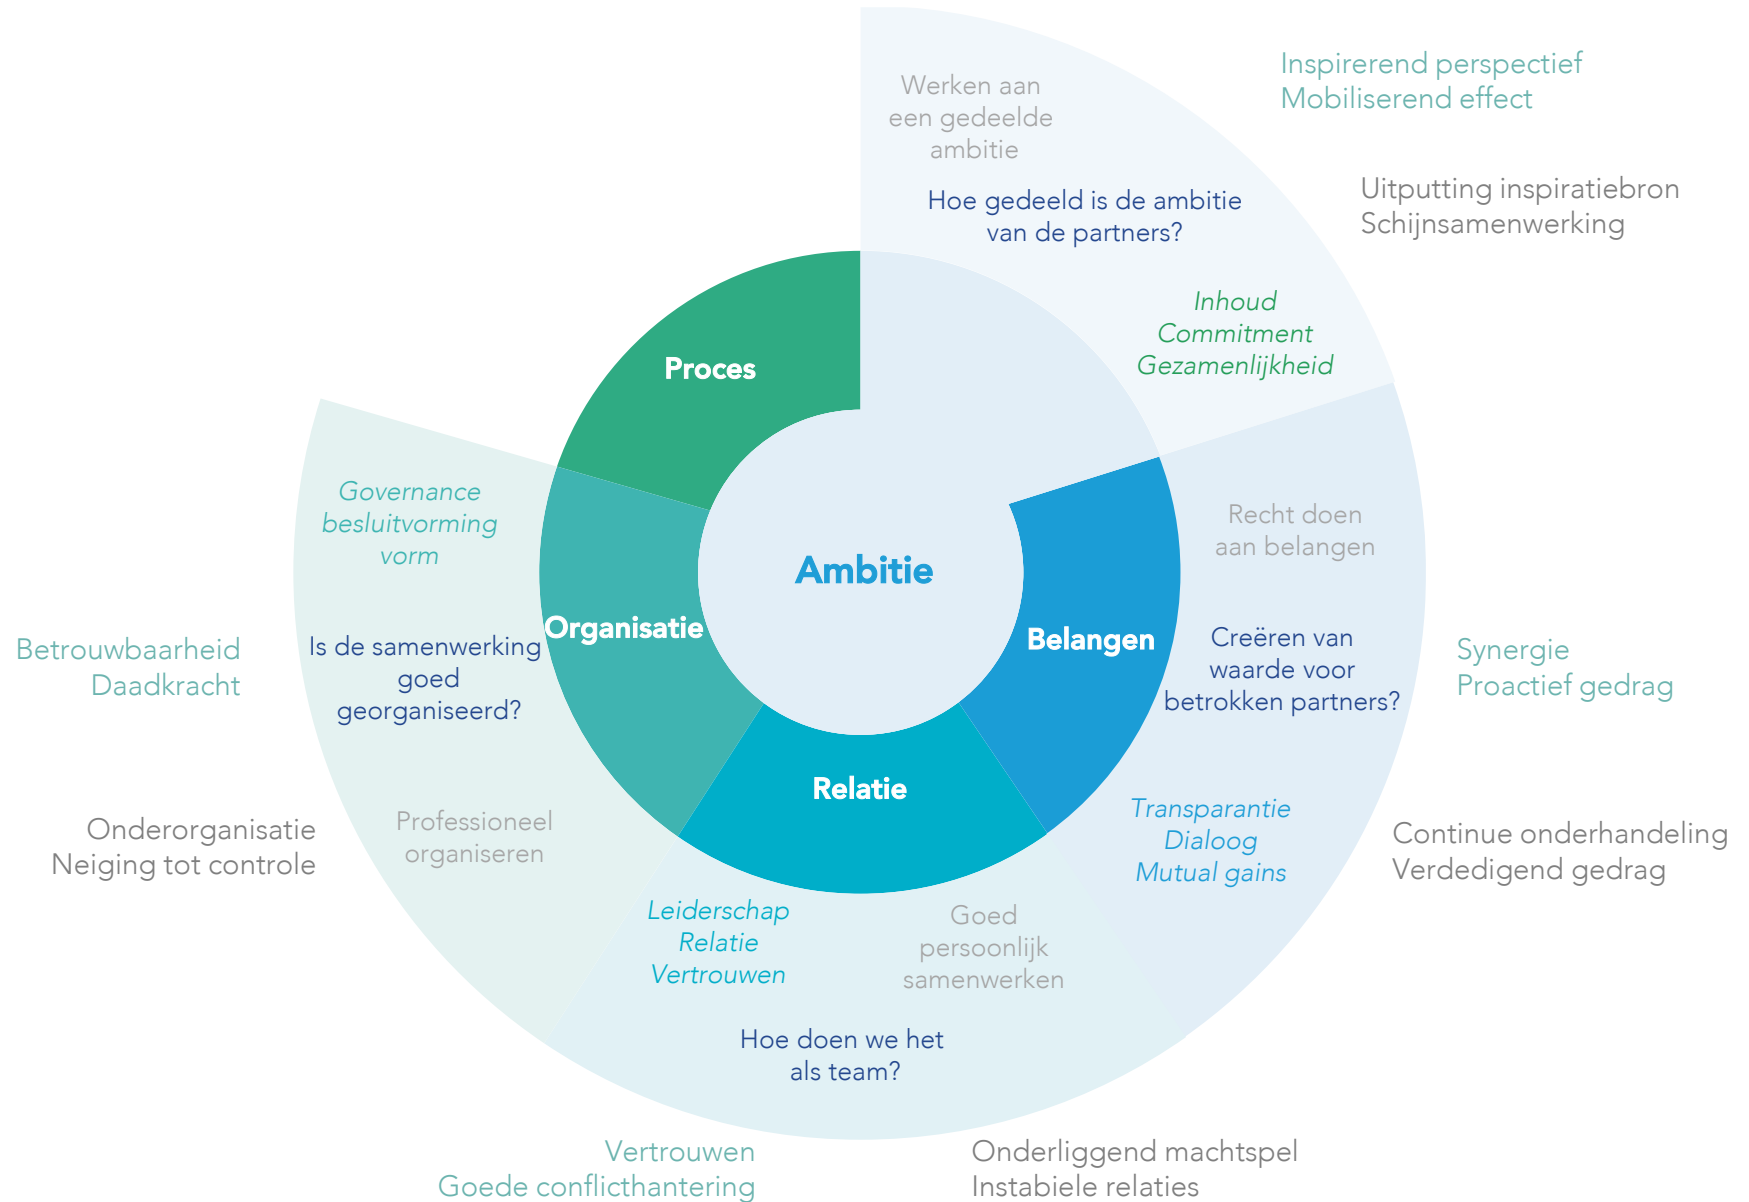 Werken aan
een gedeelde
ambitie
Hoe gedeeld is de ambitie
van de partners?
Inhoud
Commitment
Gezamenlijkheid
Inspirerend perspectief
Mobiliserend effect
Uitputting inspiratiebron
Schijnsamenwerking
Proces
Ambitie
Belangen
Relatie
Organisatie
Recht doen
aan belangen
Creëren van
waarde voor
betrokken partners?
Transparantie
Dialoog
Mutual gains
Synergie
Proactief gedrag
Continue onderhandeling
Verdedigend gedrag
Goed
persoonlijk
samenwerken
Hoe doen we het
als team?
Leiderschap
Relatie
Vertrouwen
Onderliggend machtspel
Instabiele relaties
Vertrouwen
Goede conflicthantering
Governance
besluitvorming
vorm
Is de samenwerking
goed
georganiseerd?
Professioneel
organiseren
Betrouwbaarheid
Daadkracht
Onderorganisatie
Neiging tot controle